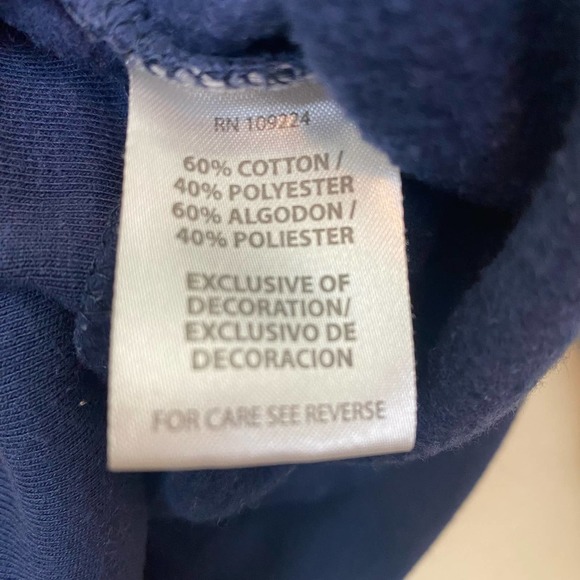 RN 109224
60% COTTON /
40% POLYESTER
60% ALGODON /
40% POLIESTER
EXCLUSIVE OF
DECORATION/
EXCLUSIVO DE
DECORACION
FOR CARE SEE REVERSE